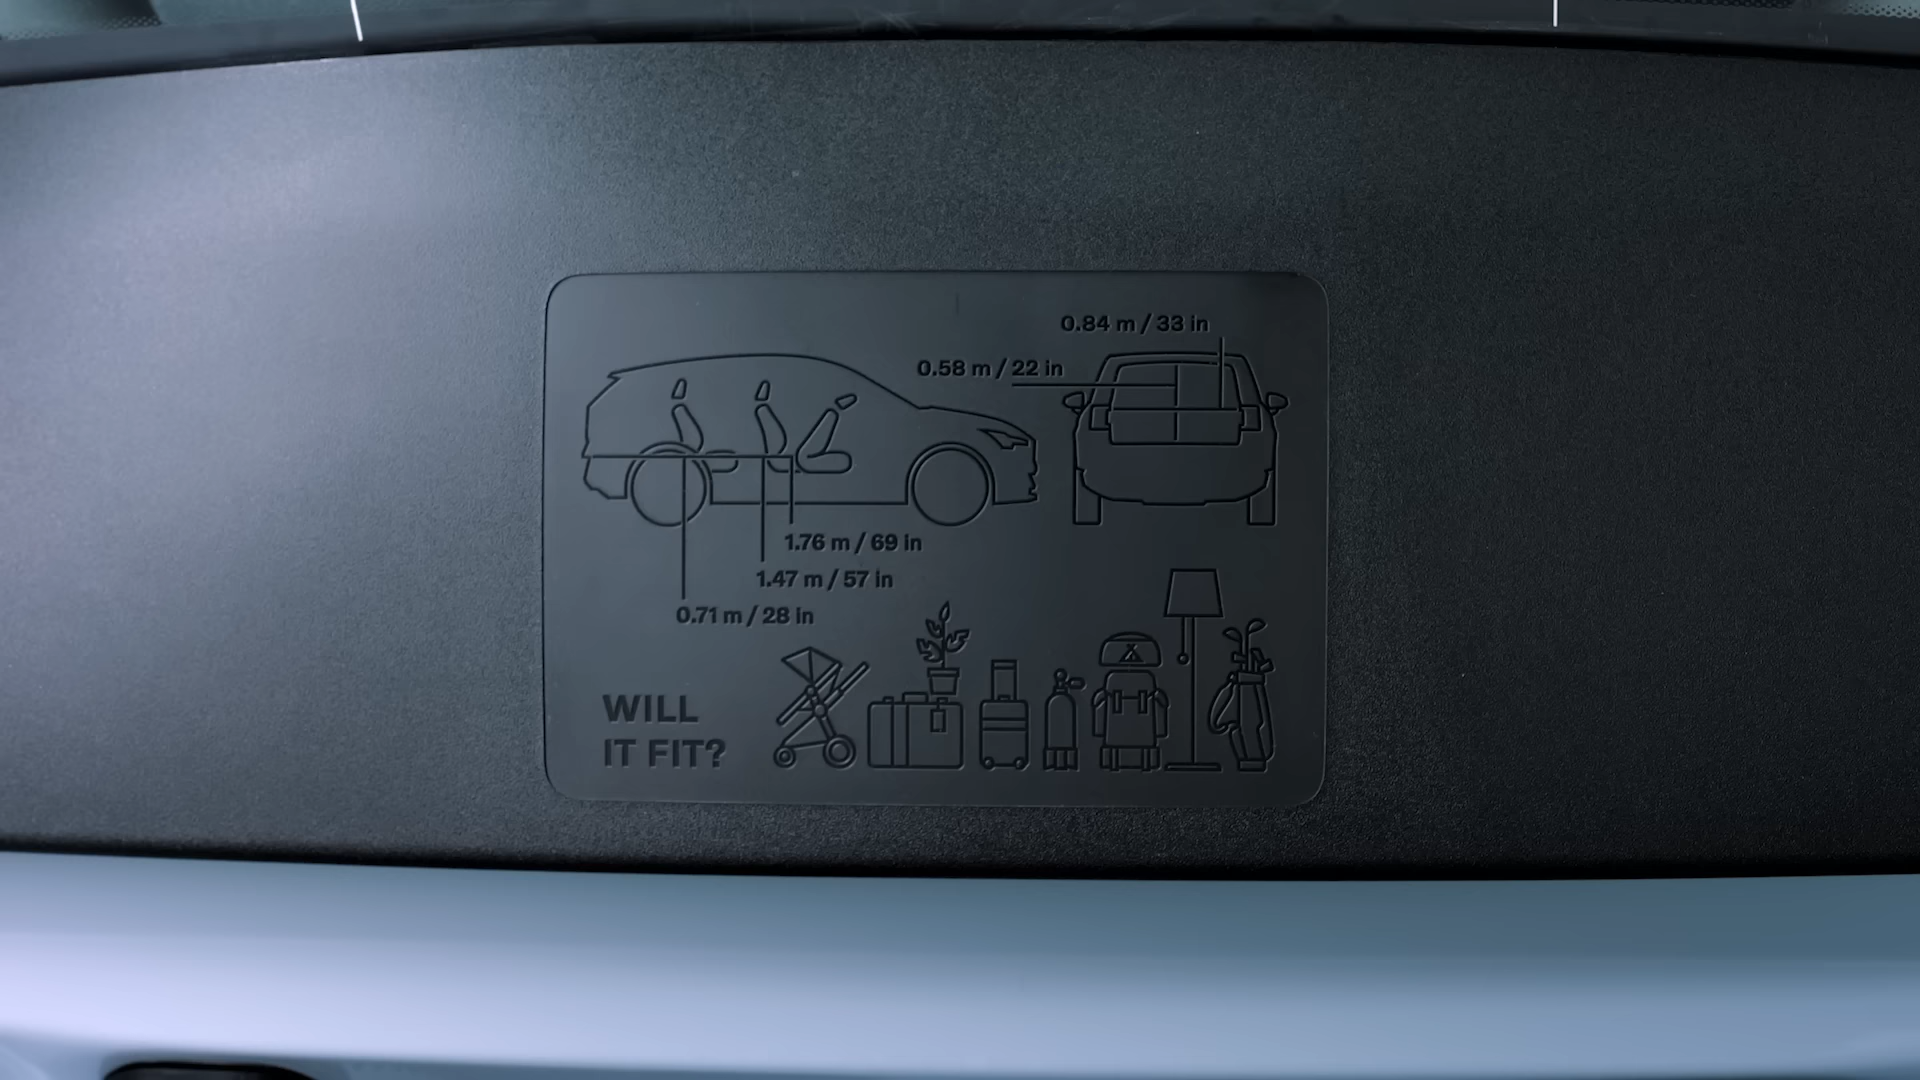 0.84 m / 33 in
0.58 m / 22 in
1.76 m / 69 in
1.47 m / 57 in
0.71 m / 28 in
WILL
IT FIT?